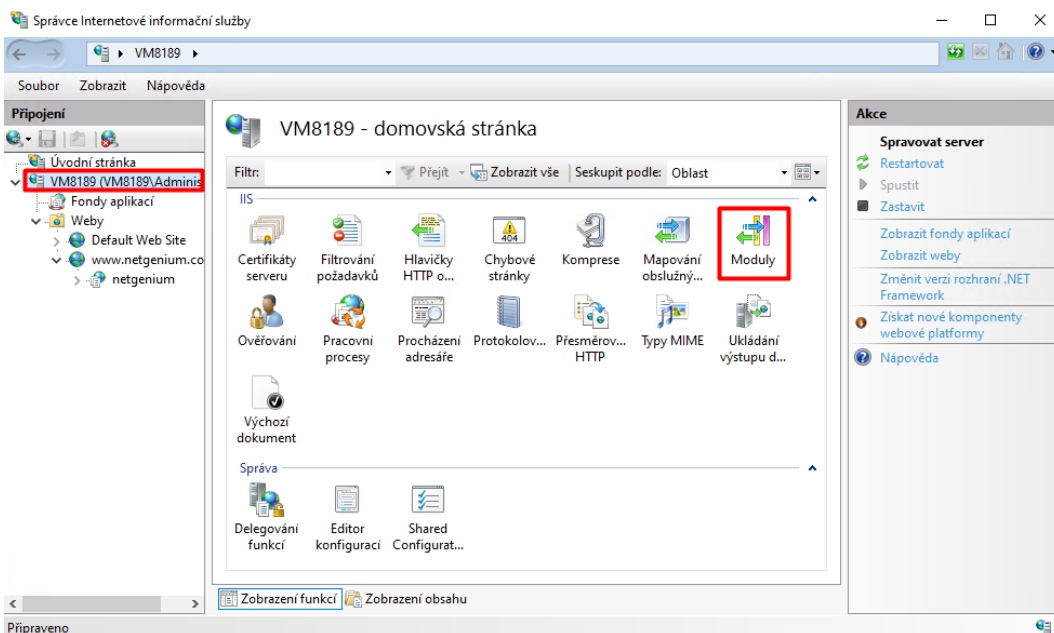 Správce Internetové informační služby
VM8189
Soubor Zobrazit Nápověda
Připojení
Úvodní stránka
VM8189 (VM8189\Adminis
Fondy aplikací
Weby
Default Web Site
www.netgenium.co
netgenium
VM8189 - domovská stránka
Filtr: Přejít Zobrazit vše Seskupit podle: Oblast
IIS
Certifikáty
serveru
Filtrování
požadavků
Hlavičky
HTTP o...
404
Chybové
stránky
Komprese
Mapování
obslužný...
Moduly
Ověřování
Pracovní
procesy
Procházení
adresáře
Protokolov...
Přesměrov...
HTTP
Typy MIME
Ukládání
výstupu d...
Výchozí
dokument
Správa
Delegování
funkcí
Editor
konfigurací
Shared
Configurat...
Zobrazení funkcí Zobrazení obsahu
Akce
Spravovat server
Restartovat
Spustit
Zastavit
Zobrazit fondy aplikací
Zobrazit weby
Změnit verzi rozhraní .NET
Framework
Získat nové komponenty
webové platformy
Nápověda
Připraveno